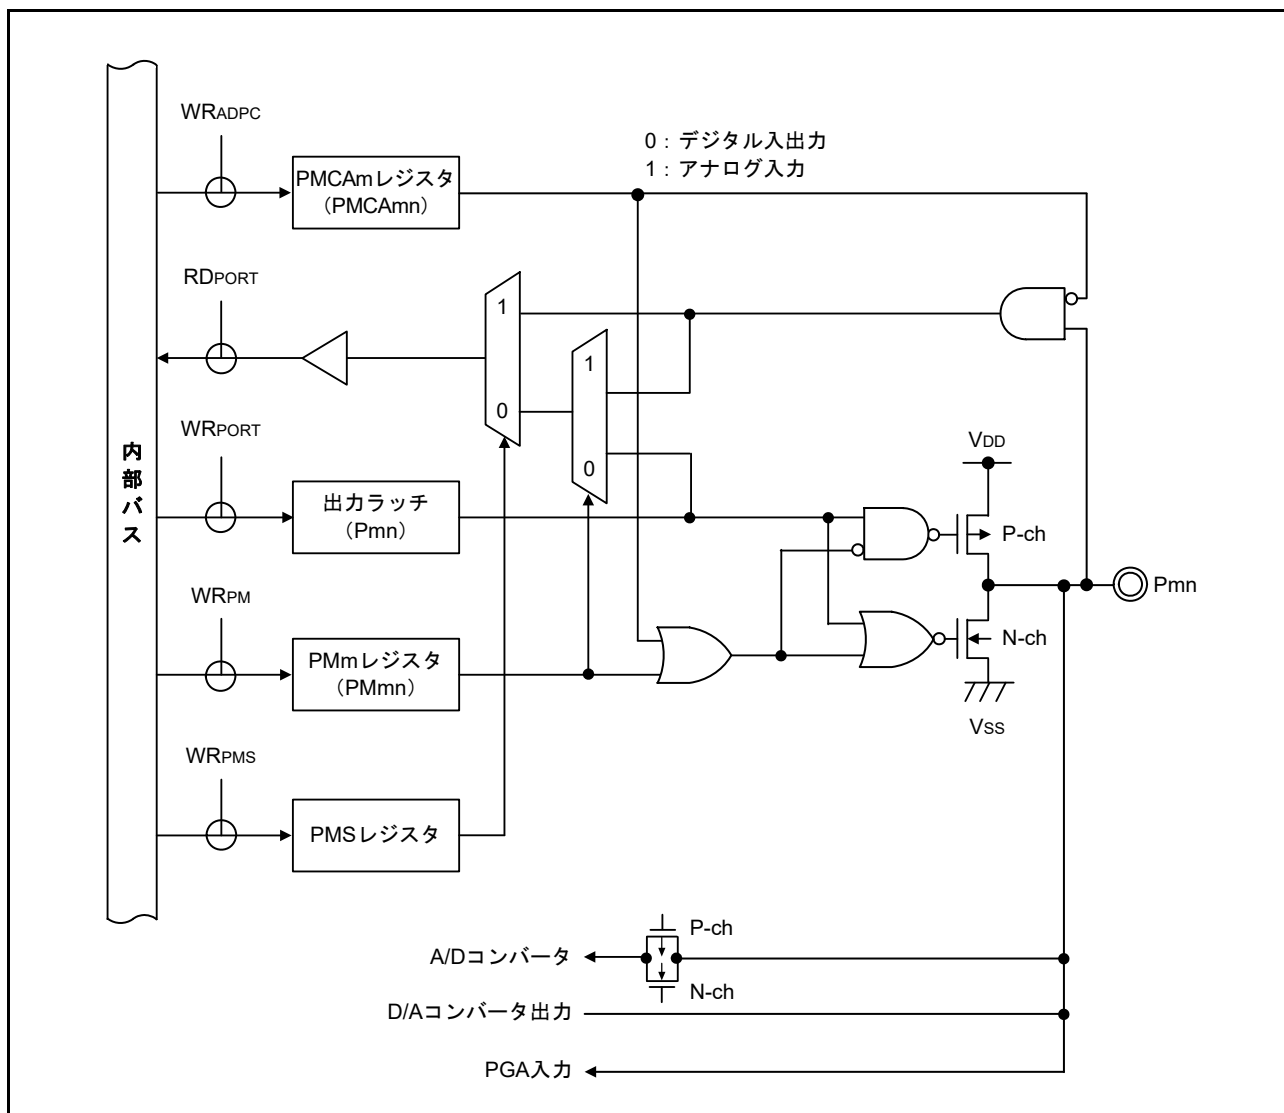 WRADPC
0：デジタル入出力
1：アナログ入力
PMCAmレジスタ
（PMCAmn）
RDPORT
1
1
0
0
WRPORT
内部バス
出力ラッチ
（Pmn）
VDD
P-ch
Pmn
WRPM
PMmレジスタ
（PMmn）
N-ch
VSS
WRPMS
PMSレジスタ
P-ch
A/Dコンバータ
N-ch
D/Aコンバータ出力
PGA入力